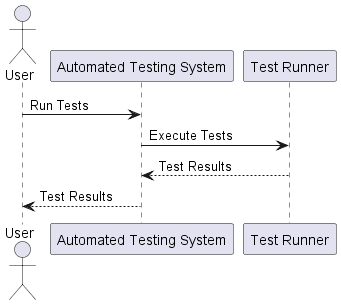 User
Automated Testing System
Test Runner
Run Tests
Execute Tests
Test Results
Test Results
User
Automated Testing System
Test Runner